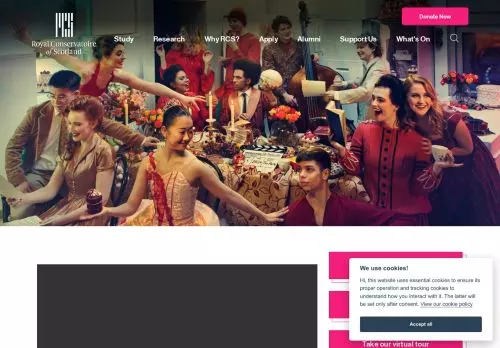 Donate Now
RCS
Royal Conservatoire
of Scotland
Study Research Why RCS? Apply Alumni Support Us What's On
We use cookies!
Hi, this website uses essential cookies to ensure its
proper operation and tracking cookies to
understand how you interact with it. The latter will
be set only after consent. View our cookie policy
Accept all
Take our virtual tour